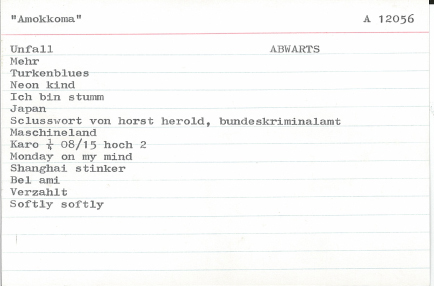 "Amokkoma" A 12056
Unfall ABWARTS
Mehr
Turkenblues
Neon kind
Ich bin stumm
Japan
Sclusswort von horst herold, bundeskriminalamt
Maschineland
Karo ¼ 08/15 hoch 2
Monday on my mind
Shanghai stinker
Bel ami
Verzahlt
Softly softly